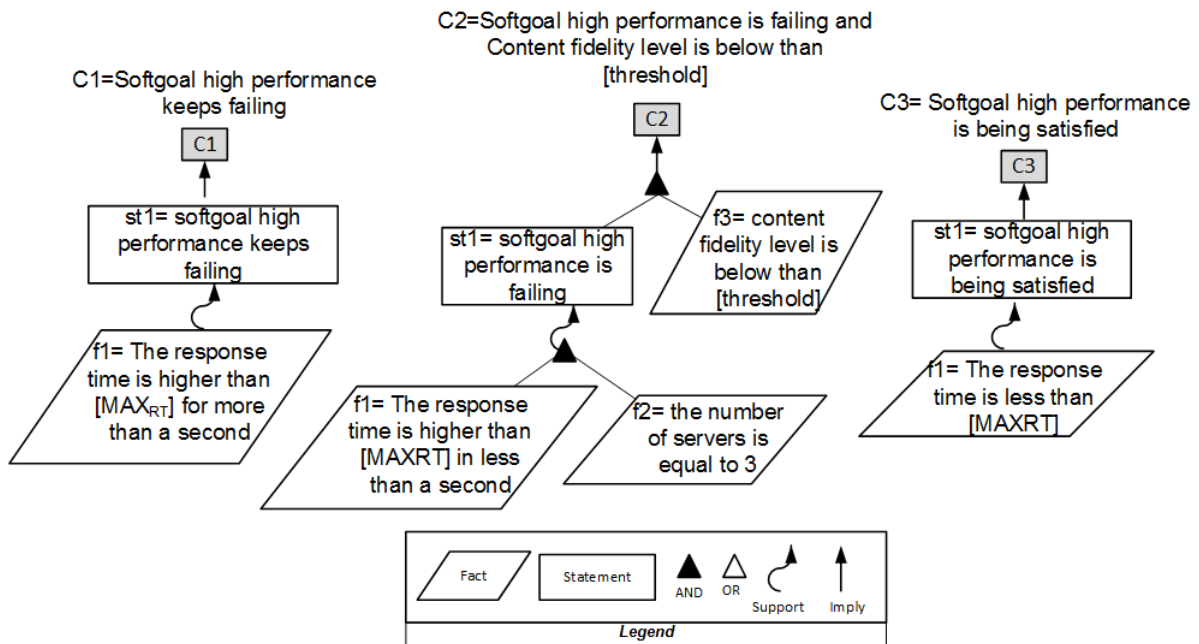 C1=Softgoal high performance
keeps failing
C1
st1= softgoal high
performance keeps
failing
f1= The response
time is higher than
[MAXRT] for more
than a second
C2=Softgoal high performance is failing and
Content fidelity level is below than
[threshold]
C2
st1= softgoal high
performance is
failing
f3= content
fidelity level is
below than
[threshold]
f1= The response
time is higher than
[MAXRT] in less
than a second
f2= the number
of servers is
equal to 3
C3= Softgoal high performance
is being satisfied
C3
st1= softgoal high
performance is
being satisfied
f1= The response
time is less than
[MAXRT]
Fact
Statement
AND
OR
Support
Imply
Legend